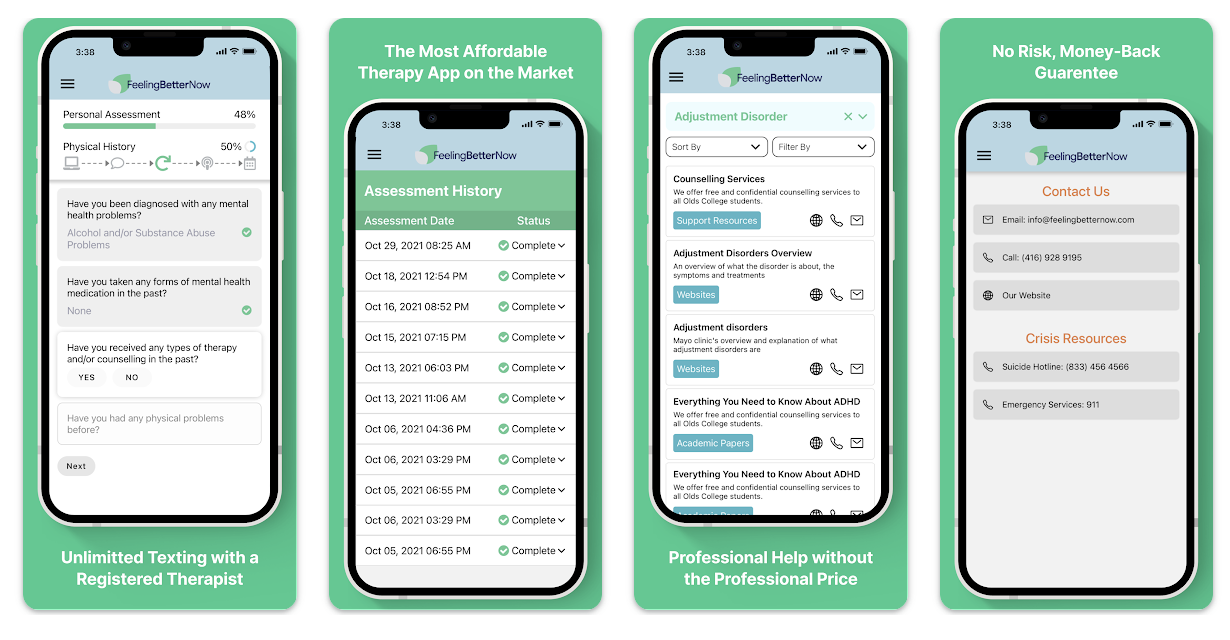 3:38
FeelingBetterNow
Personal Assessment 48%
Physical History 50%
Have you been diagnosed with any mental
health problems?
Alcohol and/or Substance Abuse
Problems
Have you taken any forms of mental health
medication in the past?
None
Have you received any types of therapy
and/or counselling in the past?
YES NO
Have you had any physical problems
before?
Next
Unlimitted Texting with a
Registered Therapist
The Most Affordable
Therapy App on the Market
3:38
FeelingBetterNow
Assessment History
Assessment Date Status
Oct 29, 2021 08:25 AM Complete
Oct 18, 2021 12:54 PM Complete
Oct 16, 2021 08:52 PM Complete
Oct 15, 2021 07:15 PM Complete
Oct 13, 2021 06:03 PM Complete
Oct 13, 2021 11:06 AM Complete
Oct 06, 2021 04:36 PM Complete
Oct 06, 2021 03:29 PM Complete
Oct 05, 2021 06:55 PM Complete
Oct 06, 2021 03:29 PM Complete
Oct 05, 2021 06:55 PM Complete
3:38
FeelingBetterNow
Adjustment Disorder
Sort By Filter By
Counselling Services
We offer free and confidential counselling services to
all Olds College students.
Support Resources
Adjustment Disorders Overview
An overview of what the disorder is about, the
symptoms and treatments
Websites
Adjustment disorders
Mayo clinic's overview and explanation of what
adjustment disorders are
Websites
Everything You Need to Know About ADHD
We offer free and confidential counselling services to
all Olds College students.
Academic Papers
Everything You Need to Know About ADHD
We offer free and confidential counselling services to
all Olds College students.
Academic Papers
Professional Help without
the Professional Price
No Risk, Money-Back
Guarentee
3:38
FeelingBetterNow
Contact Us
Email: info@feelingbetternow.com
Call: (416) 928 9195
Our Website
Crisis Resources
Suicide Hotline: (833) 456 4566
Emergency Services: 911